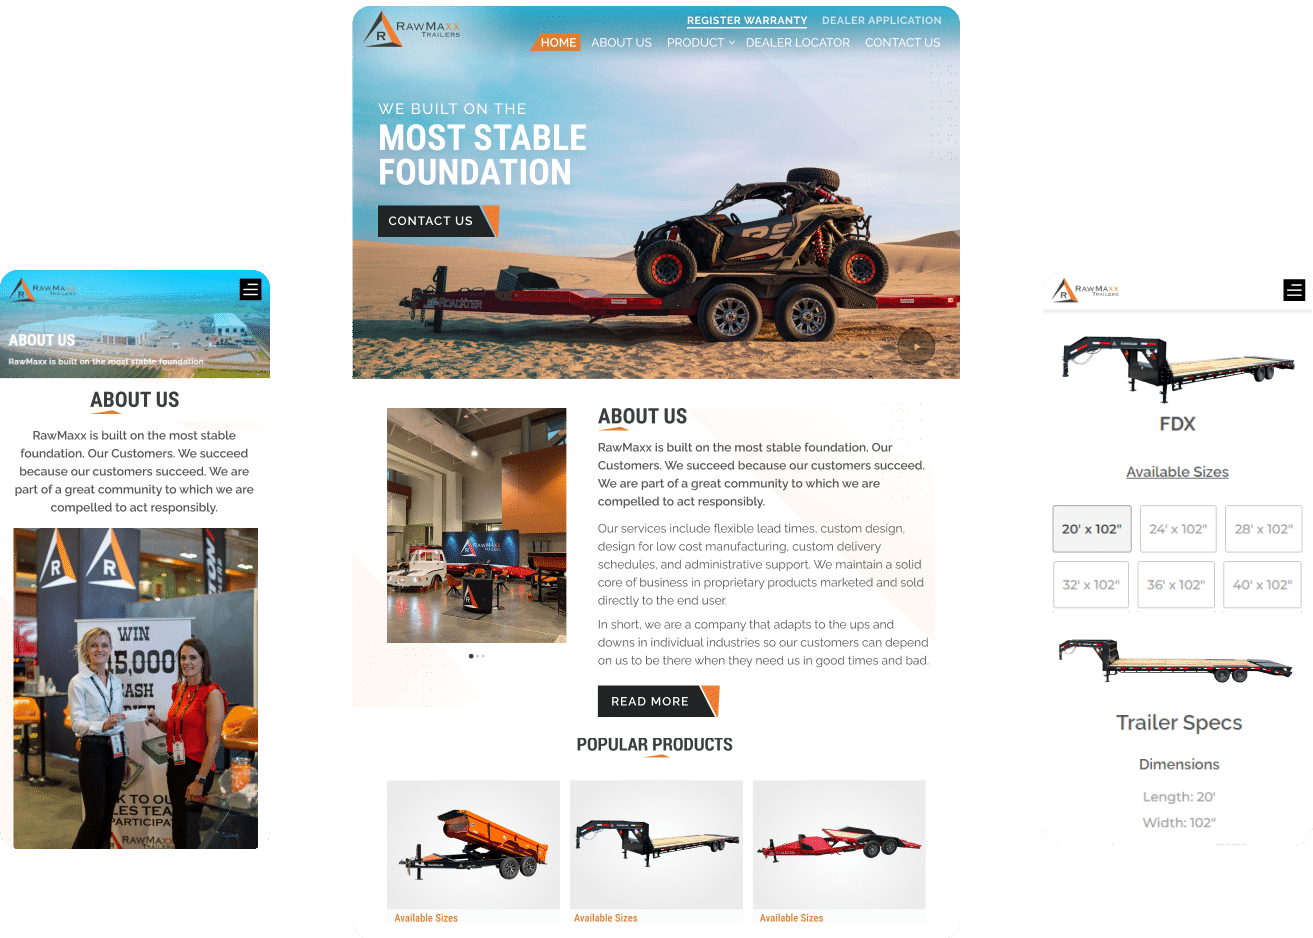 RAWMAXX
TRAILERS
R
REGISTER WARRANTY
DEALER APPLICATION
HOME
ABOUT US
PRODUCT
DEALER LOCATOR
CONTACT US
WE BUILT ON THE
MOST STABLE
FOUNDATION
CONTACT US
ROADXTER
RS
ABOUT US
RawMaxx is built on the most stable foundation. Our
Customers. We succeed because our customers succeed.
We are part of a great community to which we are
compelled to act responsibly.
Our services include flexible lead times, custom design,
design for low cost manufacturing, custom delivery
schedules, and administrative support. We maintain a solid
core of business in proprietary products marketed and sold
directly to the end user.
In short, we are a company that adapts to the ups and
downs in individual industries so our customers can depend
on us to be there when they need us in good times and bad.
READ MORE
RAWMAXX
TRAILERS
R
POPULAR PRODUCTS
Available Sizes
Available Sizes
Available Sizes
RAWMAXX
TRAILERS
R
ABOUT US
RawMaxx is built on the most stable foundation.
ABOUT US
RawMaxx is built on the most stable
foundation. Our Customers. We succeed
because our customers succeed. We are
part of a great community to which we are
compelled to act responsibly.
R
R
WIN
5,000
ASH
K TO OU
LES TEA
PARTICIPAT
RAWMAXX
RAWMAXX
TRAILERS
R
FDX
Available Sizes
20' x 102"
24' x 102"
28' x 102"
32' x 102"
36' x 102"
40' x 102"
Trailer Specs
Dimensions
Length: 20'
Width: 102"